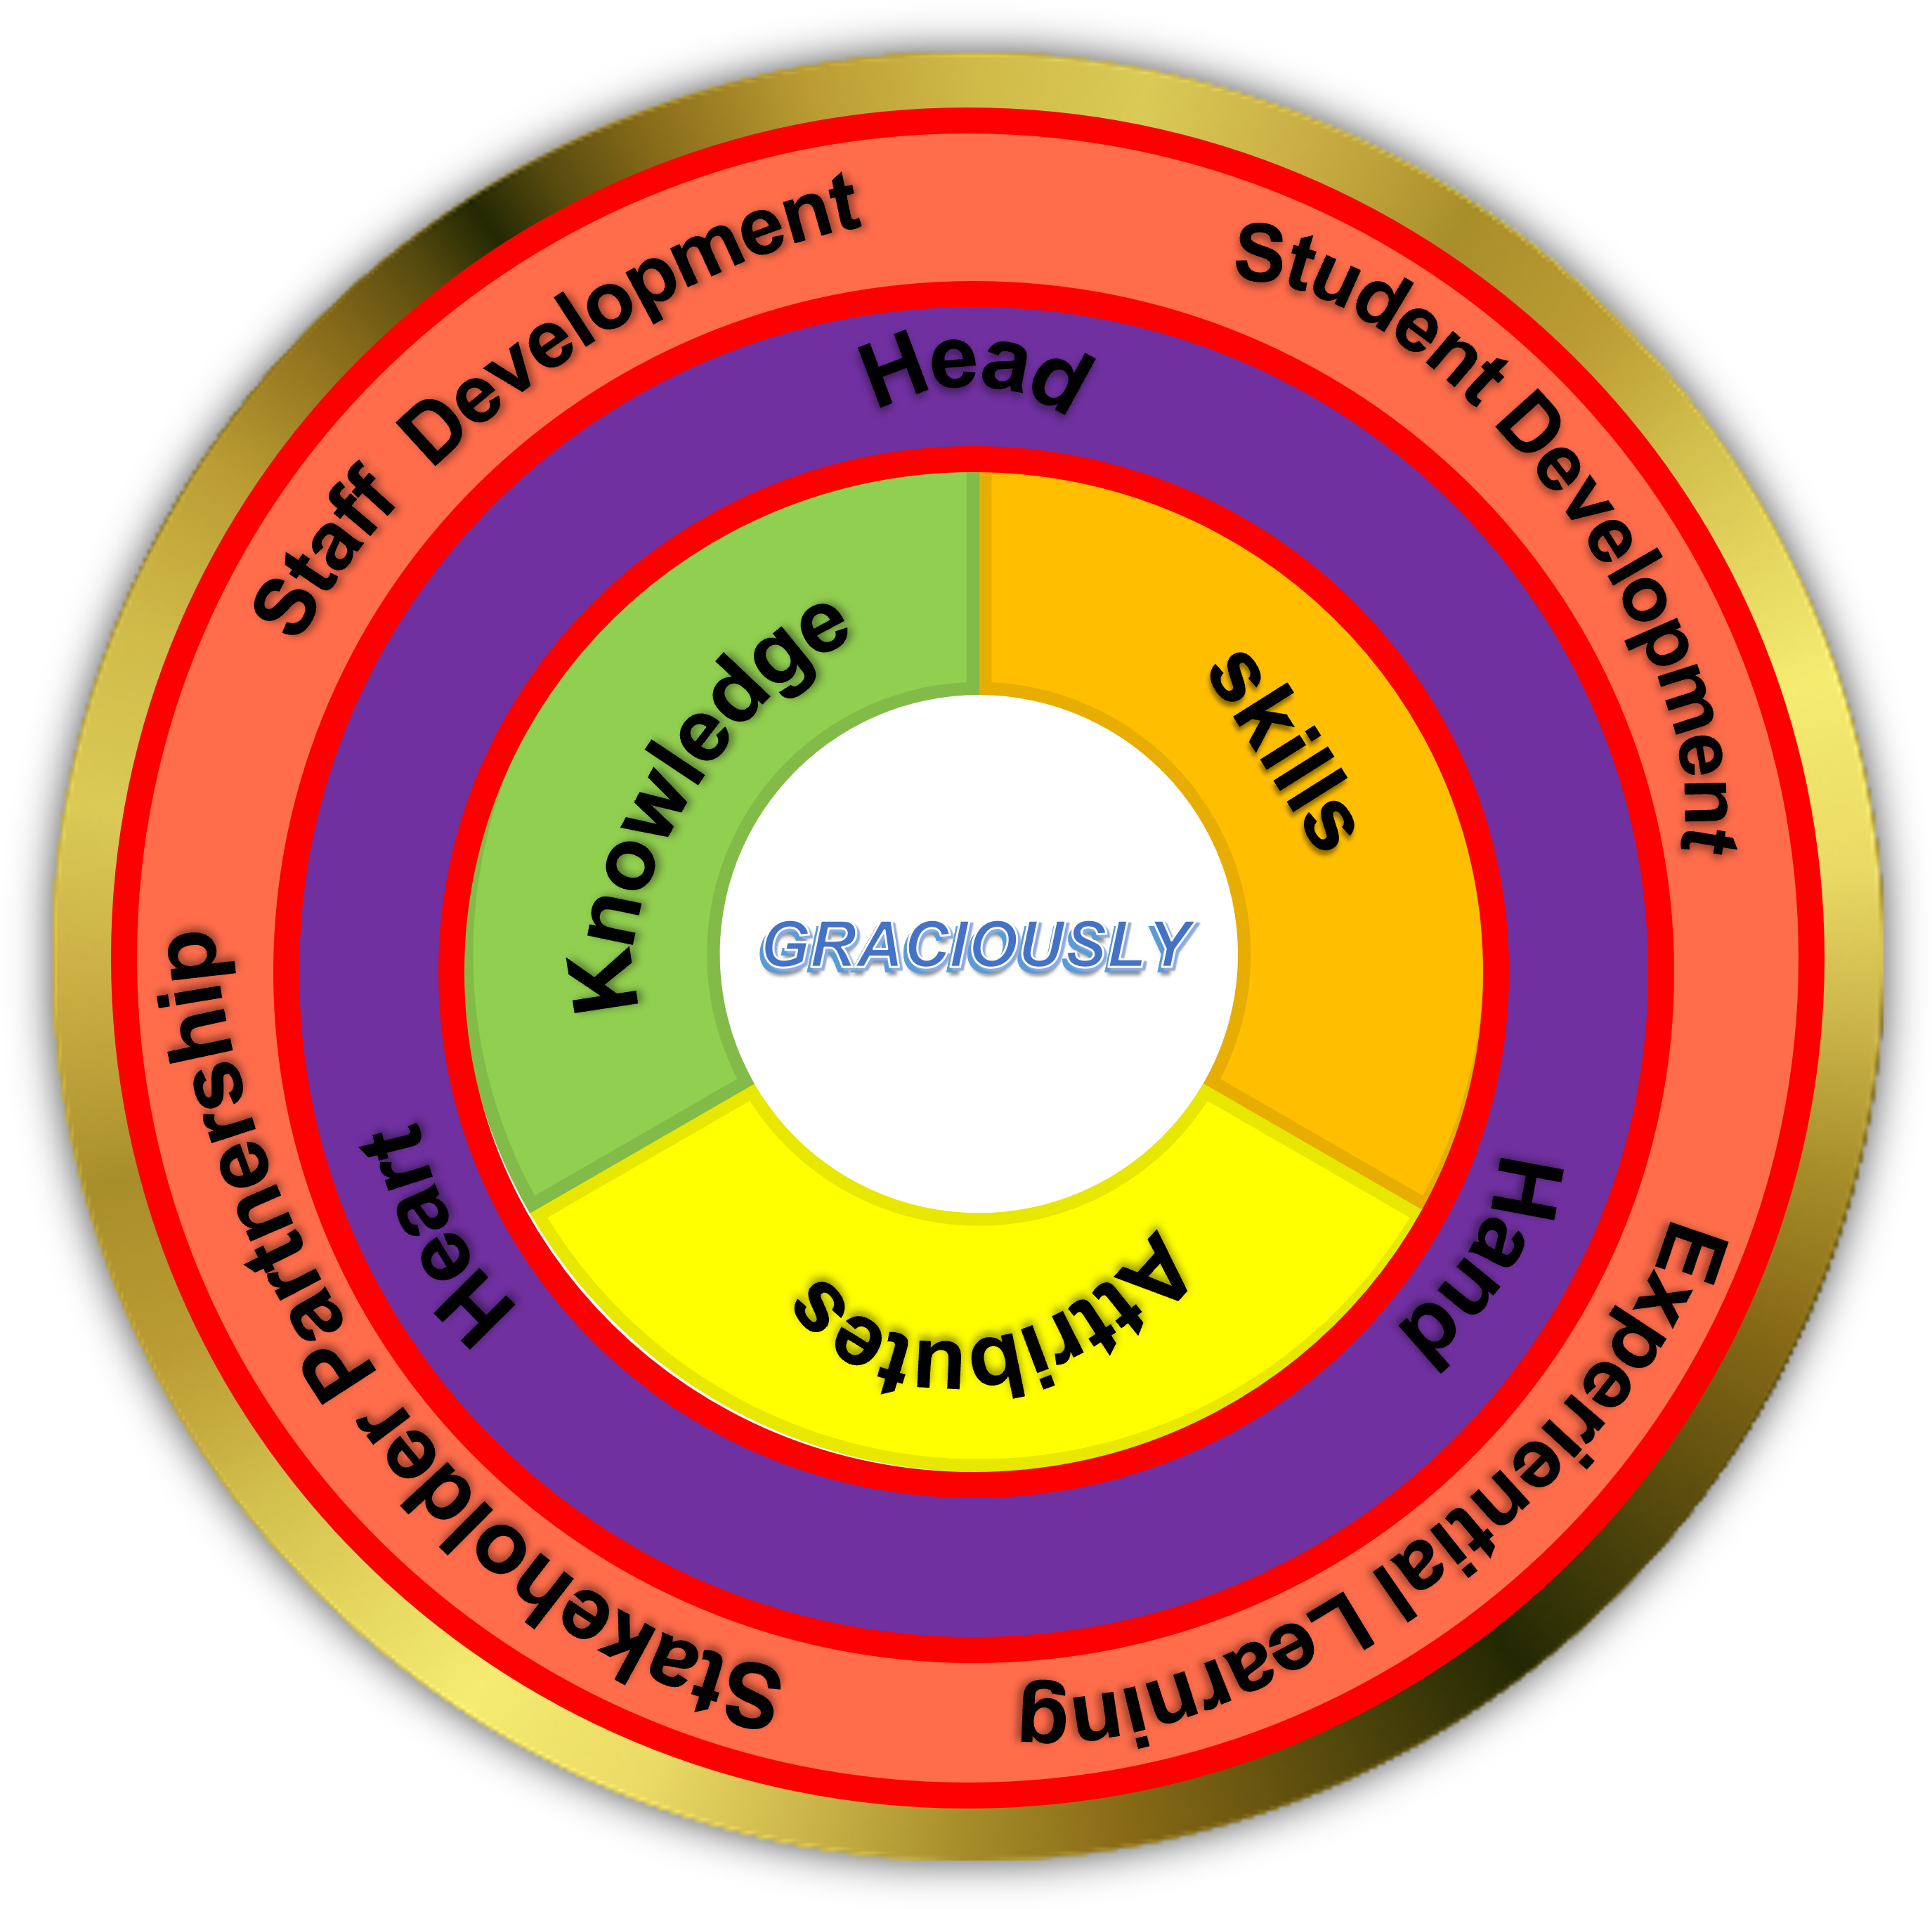 Staff Development
Student Development
Experiential Learning
Stakeholder Partnership
Head
Hand
Heart
Knowledge
skills
Attributes
GRACIOUSLY